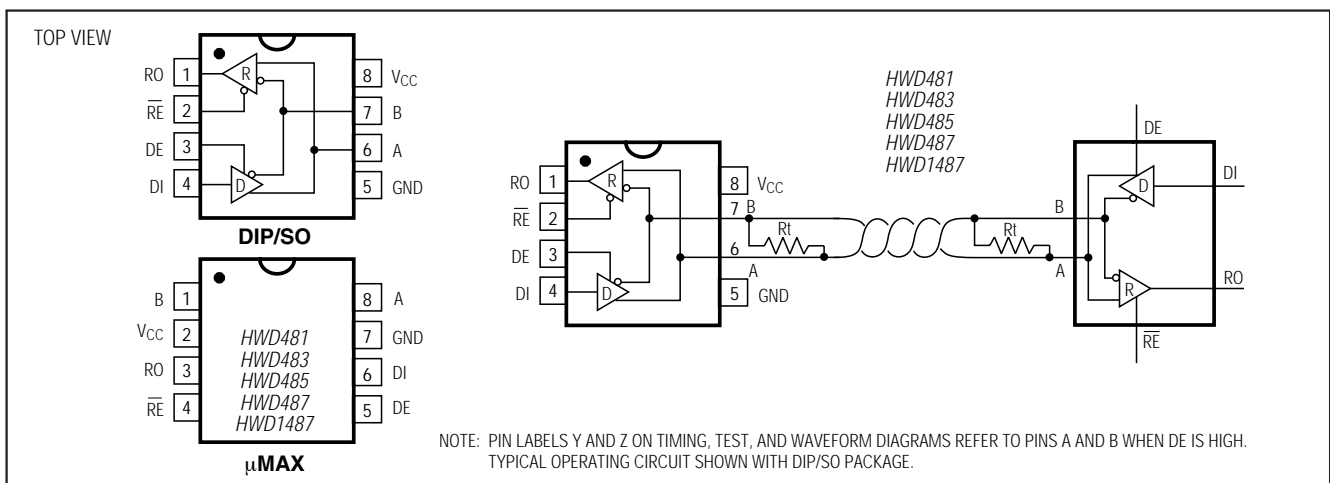 TOP VIEW
RO 1
R
8 VCC
RE 2
7 B
DE 3
6 A
DI 4
D
5 GND
DIP/SO
B 1
8 A
VCC 2
7 GND
RO 3
6 DI
RE 4
5 DE
HWD481
HWD483
HWD485
HWD487
HWD1487
μMAX
HWD481
HWD483
HWD485
HWD487
HWD1487
RO 1
R
8 VCC
RE 2
7 B
DE 3
6 A
DI 4
D
5 GND
Rt
Rt
DE
D
DI
B
A
R
RO
RE
NOTE: PIN LABELS Y AND Z ON TIMING, TEST, AND WAVEFORM DIAGRAMS REFER TO PINS A AND B WHEN DE IS HIGH.
TYPICAL OPERATING CIRCUIT SHOWN WITH DIP/SO PACKAGE.